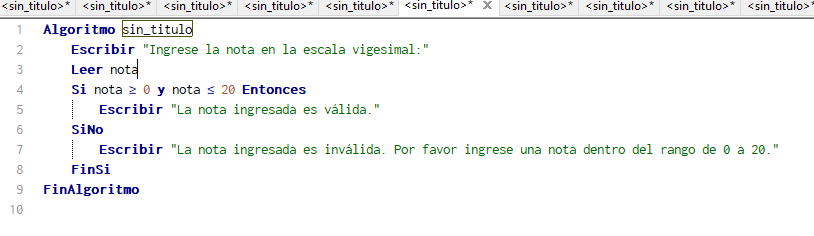 <sin_titulo>* <sin_titulo>* <sin_titulo>* <sin_titulo>* <sin_titulo>* <sin_titulo>* X <sin_titulo>* <sin_titulo>* <sin_titulo>* <sin_titulo>*
1 Algoritmo sin_titulo
2 Escribir "Ingrese la nota en la escala vigesimal:"
3 Leer nota
4 Si nota ≥ 0 y nota ≤ 20 Entonces
5 Escribir "La nota ingresada es válida."
6 SiNo
7 Escribir "La nota ingresada es inválida. Por favor ingrese una nota dentro del rango de 0 a 20."
8 FinSi
9 FinAlgoritmo
10